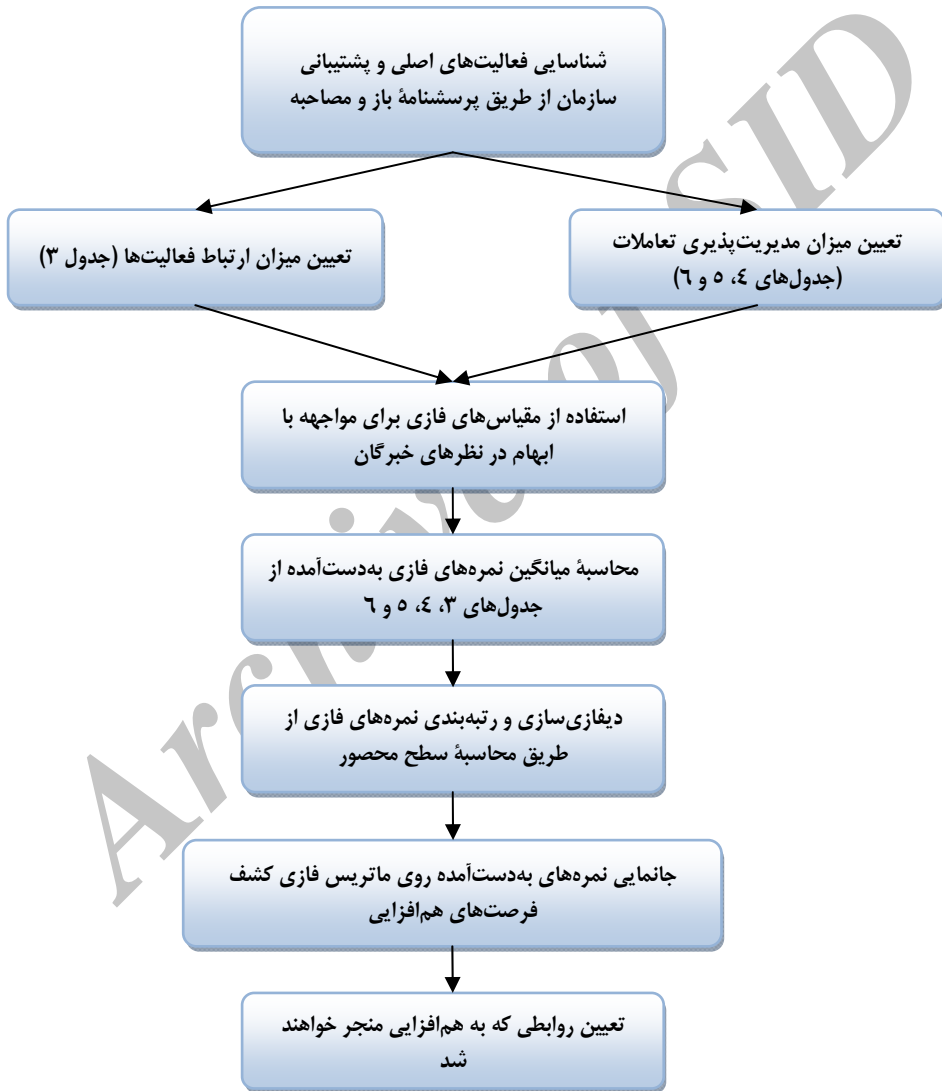 شناسایی فعالیت‌های اصلی و پشتیبانی
سازمان از طریق پرسشنامهٔ باز و مصاحبه
تعیین میزان مدیریت‌پذیری تعاملات
(جدول‌های ٤، ٥ و ٦)
تعیین میزان ارتباط فعالیت‌ها (جدول ٣)
استفاده از مقیاس‌های فازی برای مواجهه با
ابهام در نظرهای خبرگان
محاسبهٔ میانگین نمره‌های فازی به‌دست‌آمده از
جدول‌های ٣، ٤، ٥ و ٦
دیفازی‌سازی و رتبه‌بندی نمره‌های فازی از
طریق محاسبهٔ سطح محصور
جانمایی نمره‌های به‌دست‌آمده روی ماتریس فازی کشف
فرصت‌های هم‌افزایی
تعیین روابطی که به هم‌افزایی منجر خواهند
شد
Archive of SID